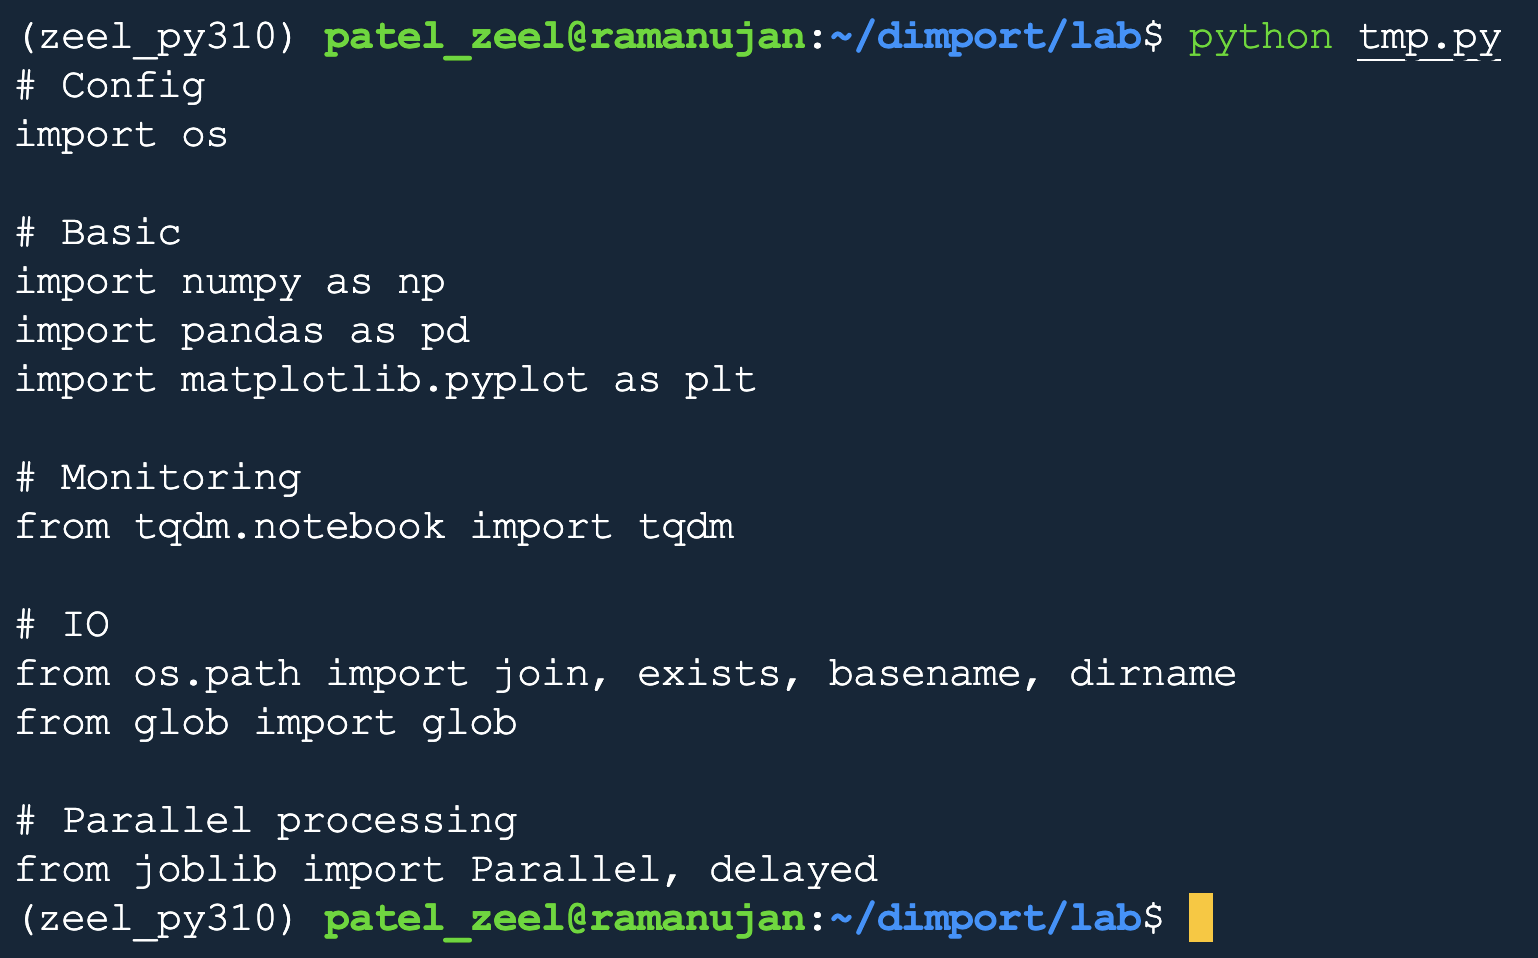 (zeel_py310) patel_zeel@ramanujan:~/dimport/lab$ python tmp.py
# Config
import os

# Basic
import numpy as np
import pandas as pd
import matplotlib.pyplot as plt

# Monitoring
from tqdm.notebook import tqdm

# IO
from os.path import join, exists, basename, dirname
from glob import glob

# Parallel processing
from joblib import Parallel, delayed
(zeel_py310) patel_zeel@ramanujan:~/dimport/lab$